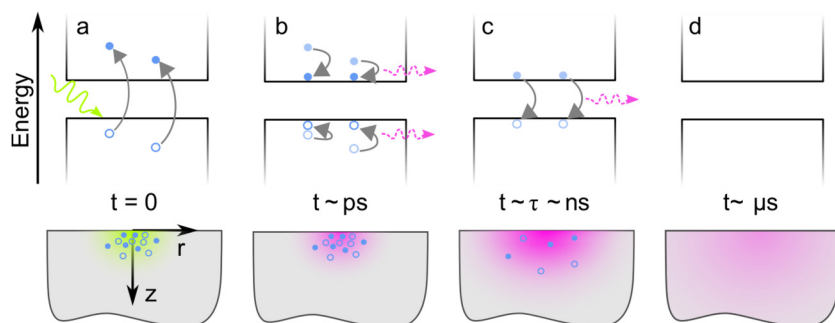 a
b
c
d
Energy
t = 0
t ~ ps
t ~ τ ~ ns
t~ μs
r
z